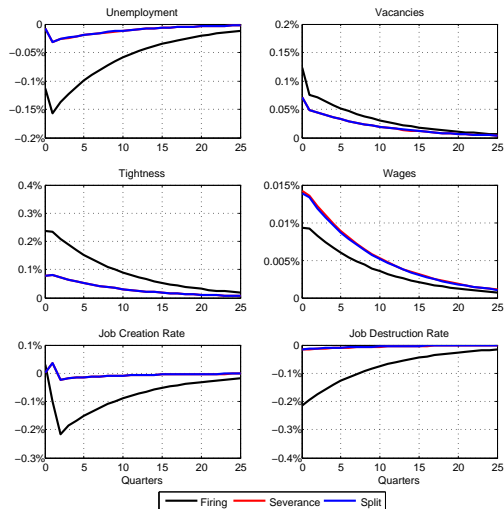 Unemployment
Vacancies
0
−0.05%
−0.1%
−0.15%
−0.2%
0 5 10 15 20 25
0.2%
0.15%
0.1%
0.05%
0
0 5 10 15 20 25
Tightness
Wages
0.4%
0.3%
0.2%
0.1%
0
0 5 10 15 20 25
0.015%
0.01%
0.005%
0
0 5 10 15 20 25
Job Creation Rate
Job Destruction Rate
0.1%
0
−0.1%
−0.2%
−0.3%
0 5 10 15 20 25
Quarters
0
−0.1%
−0.2%
−0.3%
−0.4%
0 5 10 15 20 25
Quarters
Firing Severance Split